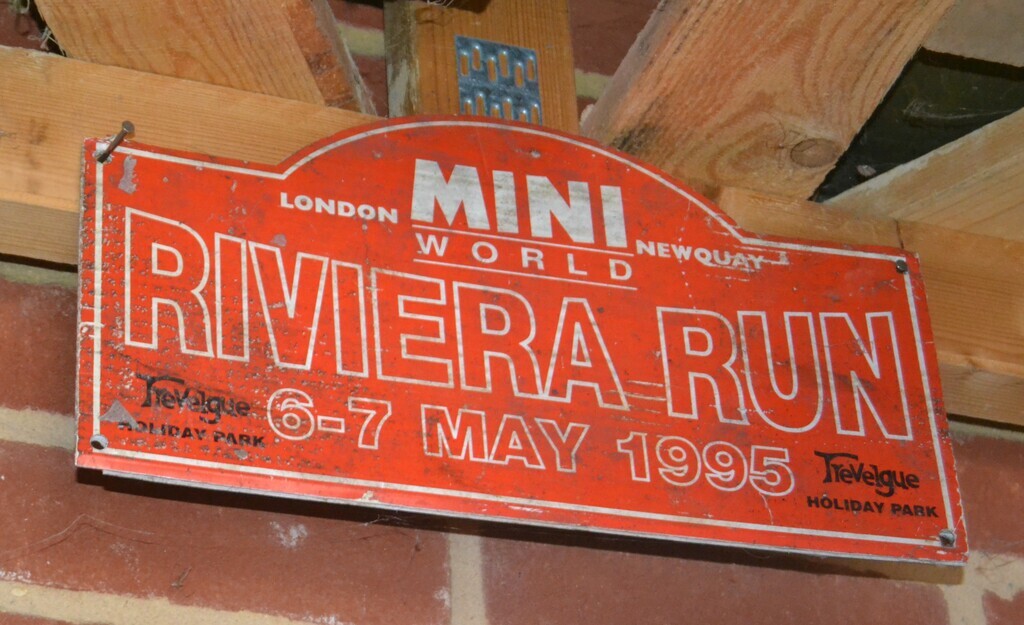 LONDON MINI NEWQUAY
WORLD
RIVIERA RUN
6-7 MAY 1995
Trevelgue
HOLIDAY PARK
Trevelgue
HOLIDAY PARK